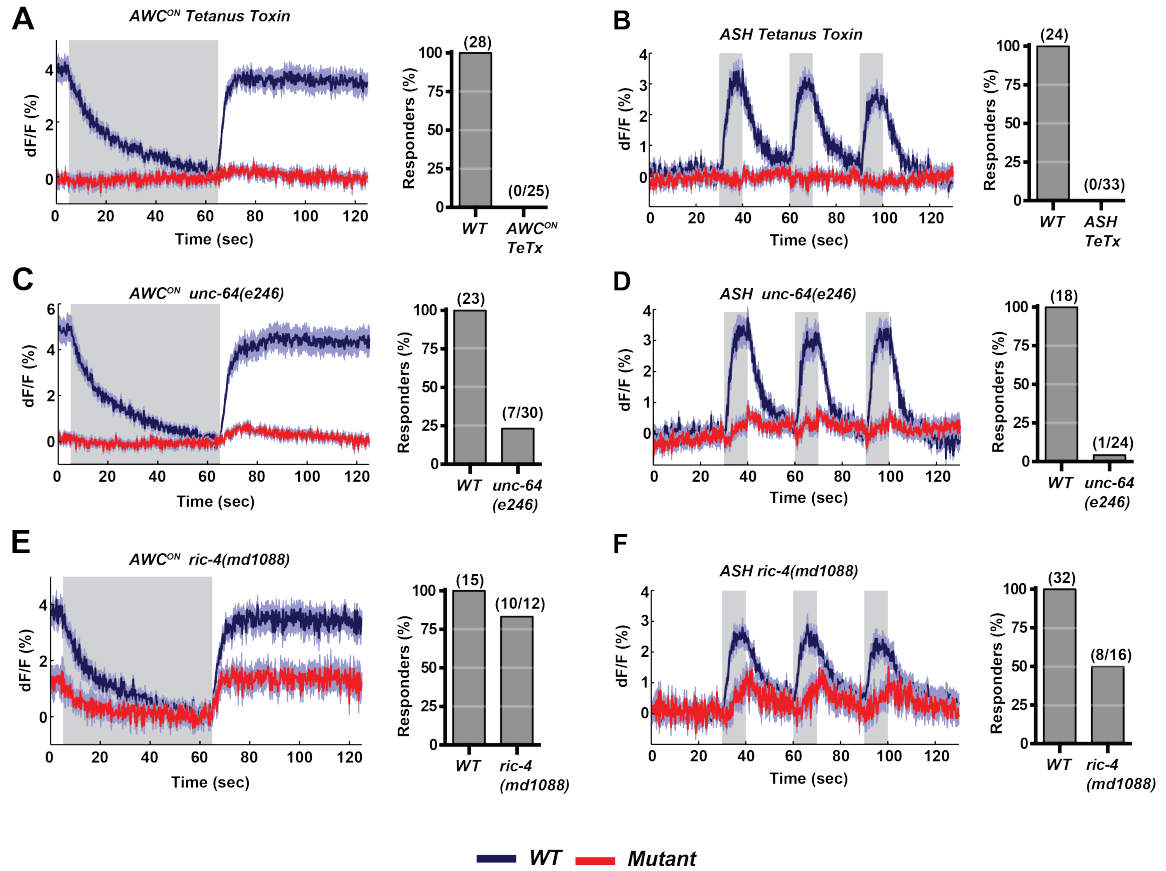 A
AWC^ON Tetanus Toxin
dF/F (%)
4
2
0
0 20 40 60 80 100 120
Time (sec)
Responders (%)
100
75
50
25
0
(28)
(0/25)
WT AWC^ON
TeTx
B
ASH Tetanus Toxin
dF/F (%)
4
3
2
1
0
0 20 40 60 80 100 120
Time (sec)
Responders (%)
100
75
50
25
0
(24)
(0/33)
WT ASH
TeTx
C
AWC^ON unc-64(e246)
dF/F (%)
6
4
2
0
0 20 40 60 80 100 120
Time (sec)
Responders (%)
100
75
50
25
0
(23)
(7/30)
WT unc-64
(e246)
D
ASH unc-64(e246)
dF/F (%)
4
3
2
1
0
0 20 40 60 80 100 120
Time (sec)
Responders (%)
100
75
50
25
0
(18)
(1/24)
WT unc-64
(e246)
E
AWC^ON ric-4(md1088)
dF/F (%)
4
2
0
0 20 40 60 80 100 120
Time (sec)
Responders (%)
100
75
50
25
0
(15)
(10/12)
WT ric-4
(md1088)
F
ASH ric-4(md1088)
dF/F (%)
4
3
2
1
0
0 20 40 60 80 100 120
Time (sec)
Responders (%)
100
75
50
25
0
(32)
(8/16)
WT ric-4
(md1088)
WT Mutant